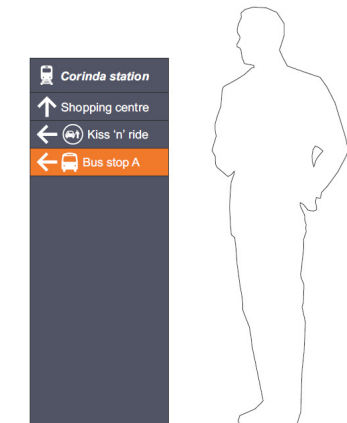 Corinda station
Shopping centre
Kiss 'n' ride
Bus stop A